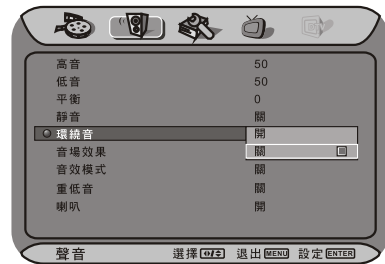 高音 50
低音 50
平衡 0
靜音 關
環繞音 開
音場效果 關
音效模式 關
重低音 關
喇叭 開
聲音 選擇 退出 MENU 設定 ENTER